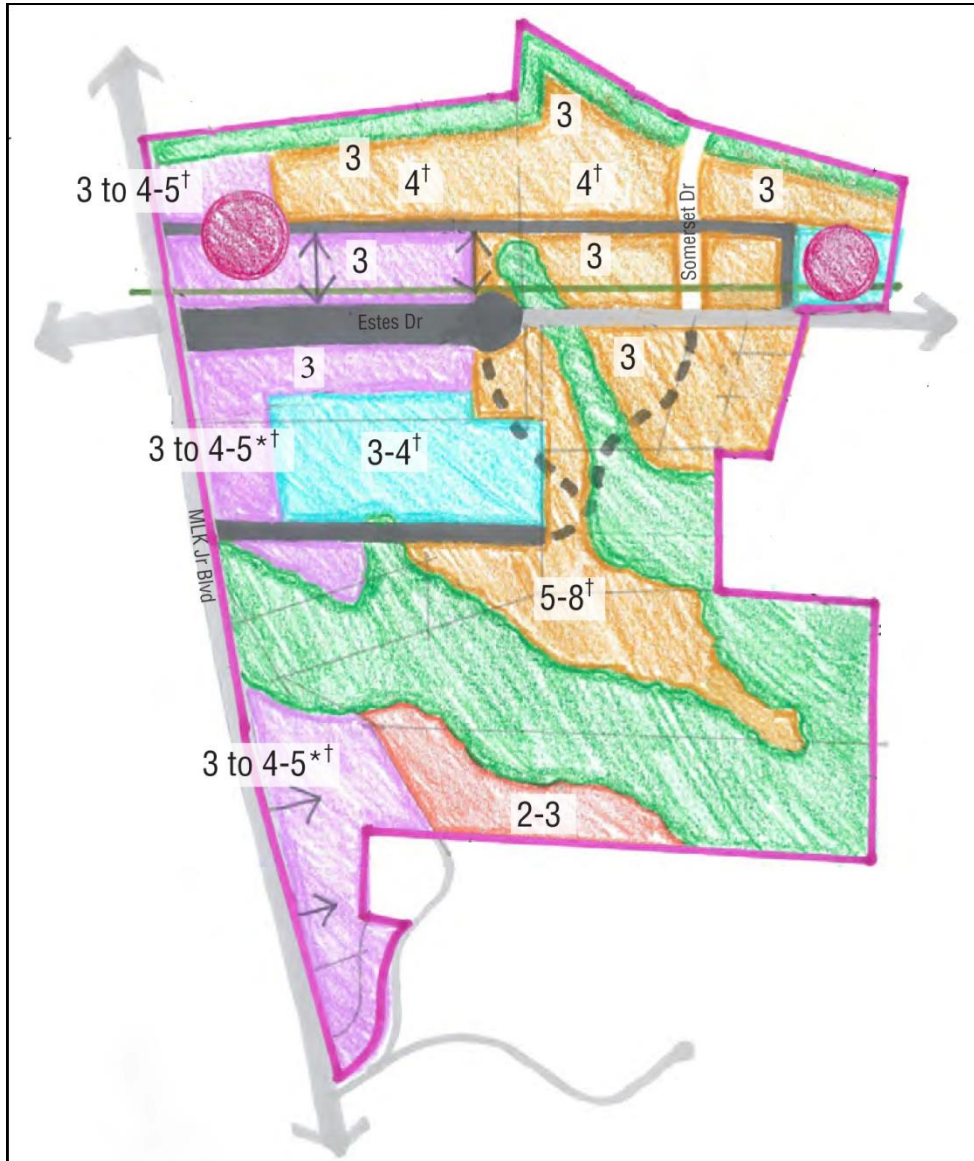 3
3
3 to 4-5†
4†
4†
3
3
3
Somerset Dr
Estes Dr
3
3
3 to 4-5*†
3-4†
MLK Jr Blvd
5-8†
3 to 4-5*†
2-3